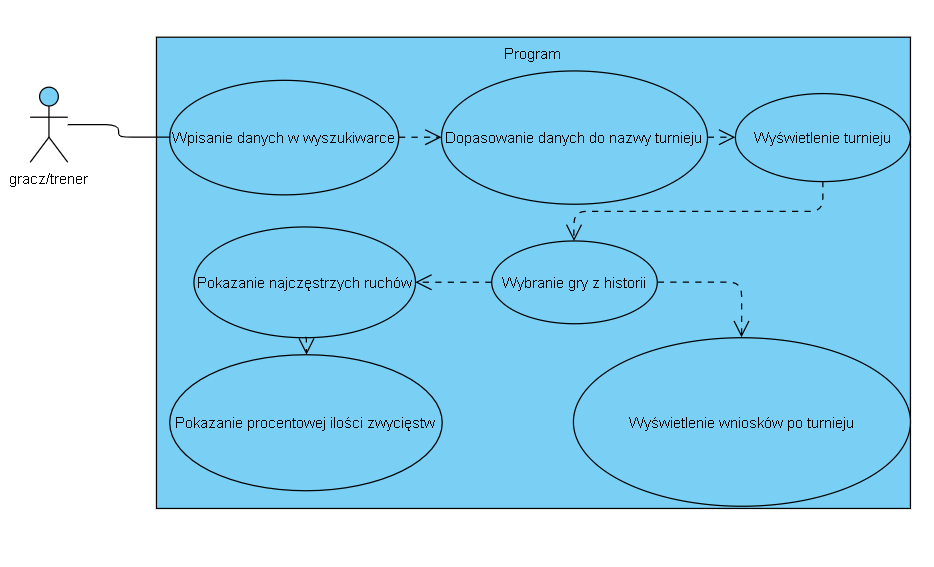 Program
gracz/trener
Wpisanie danych w wyszukiwarce
Dopasowanie danych do nazwy turnieju
Wyświetlenie turnieju
Pokazanie najczęstrzych ruchów
Wybranie gry z historii
Pokazanie procentowej ilości zwycięstw
Wyświetlenie wniosków po turnieju